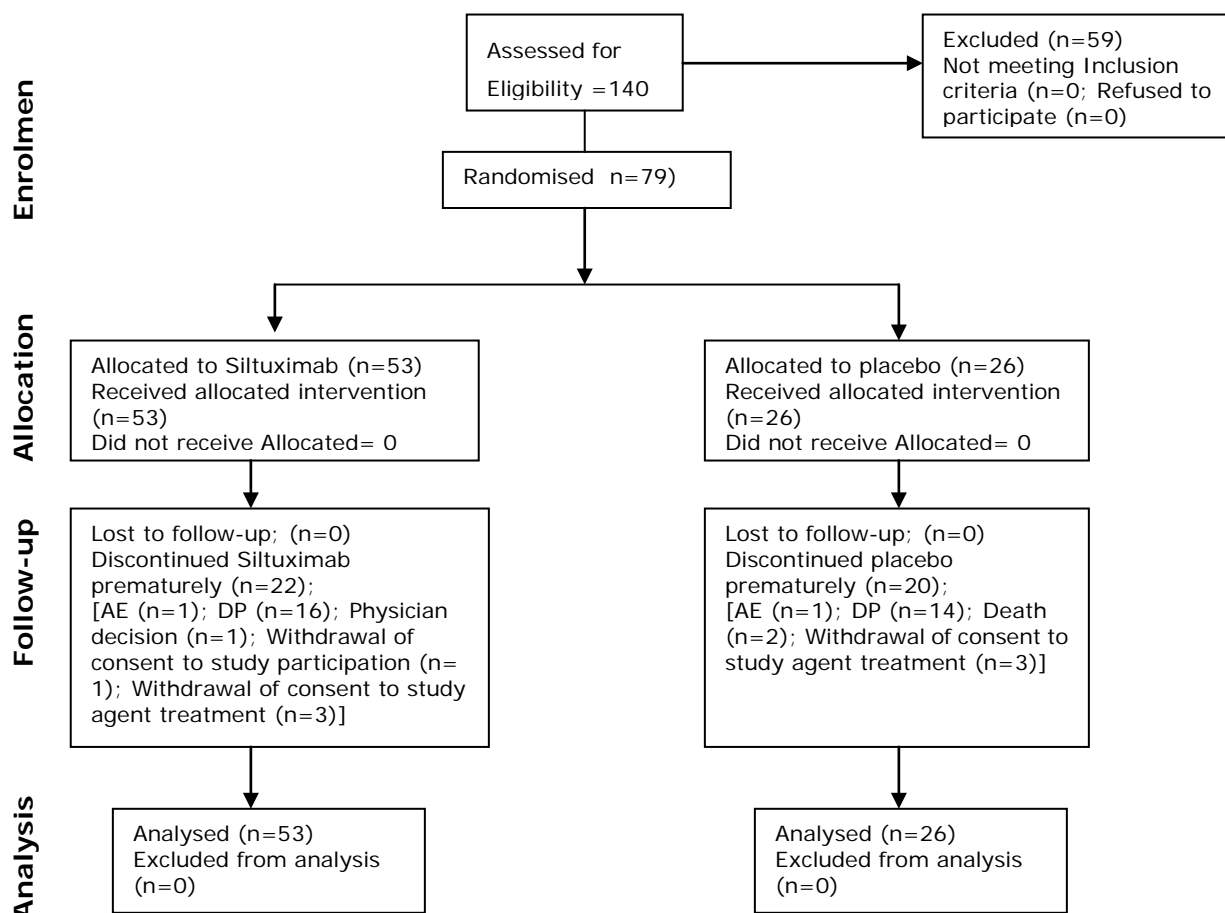 Enrolmen
Assessed for
Eligibility =140
Excluded (n=59)
Not meeting Inclusion
criteria (n=0; Refused to
participate (n=0)
Randomised n=79)
Allocation
Allocated to Siltuximab (n=53)
Received allocated intervention
(n=53)
Did not receive Allocated= 0
Allocated to placebo (n=26)
Received allocated intervention
(n=26)
Did not receive Allocated= 0
Follow-up
Lost to follow-up; (n=0)
Discontinued Siltuximab
prematurely (n=22);
[AE (n=1); DP (n=16); Physician
decision (n=1); Withdrawal of
consent to study participation (n=
1); Withdrawal of consent to study
agent treatment (n=3)]
Lost to follow-up; (n=0)
Discontinued placebo
prematurely (n=20);
[AE (n=1); DP (n=14); Death
(n=2); Withdrawal of consent to
study agent treatment (n=3)]
Analysis
Analysed (n=53)
Excluded from analysis
(n=0)
Analysed (n=26)
Excluded from analysis
(n=0)